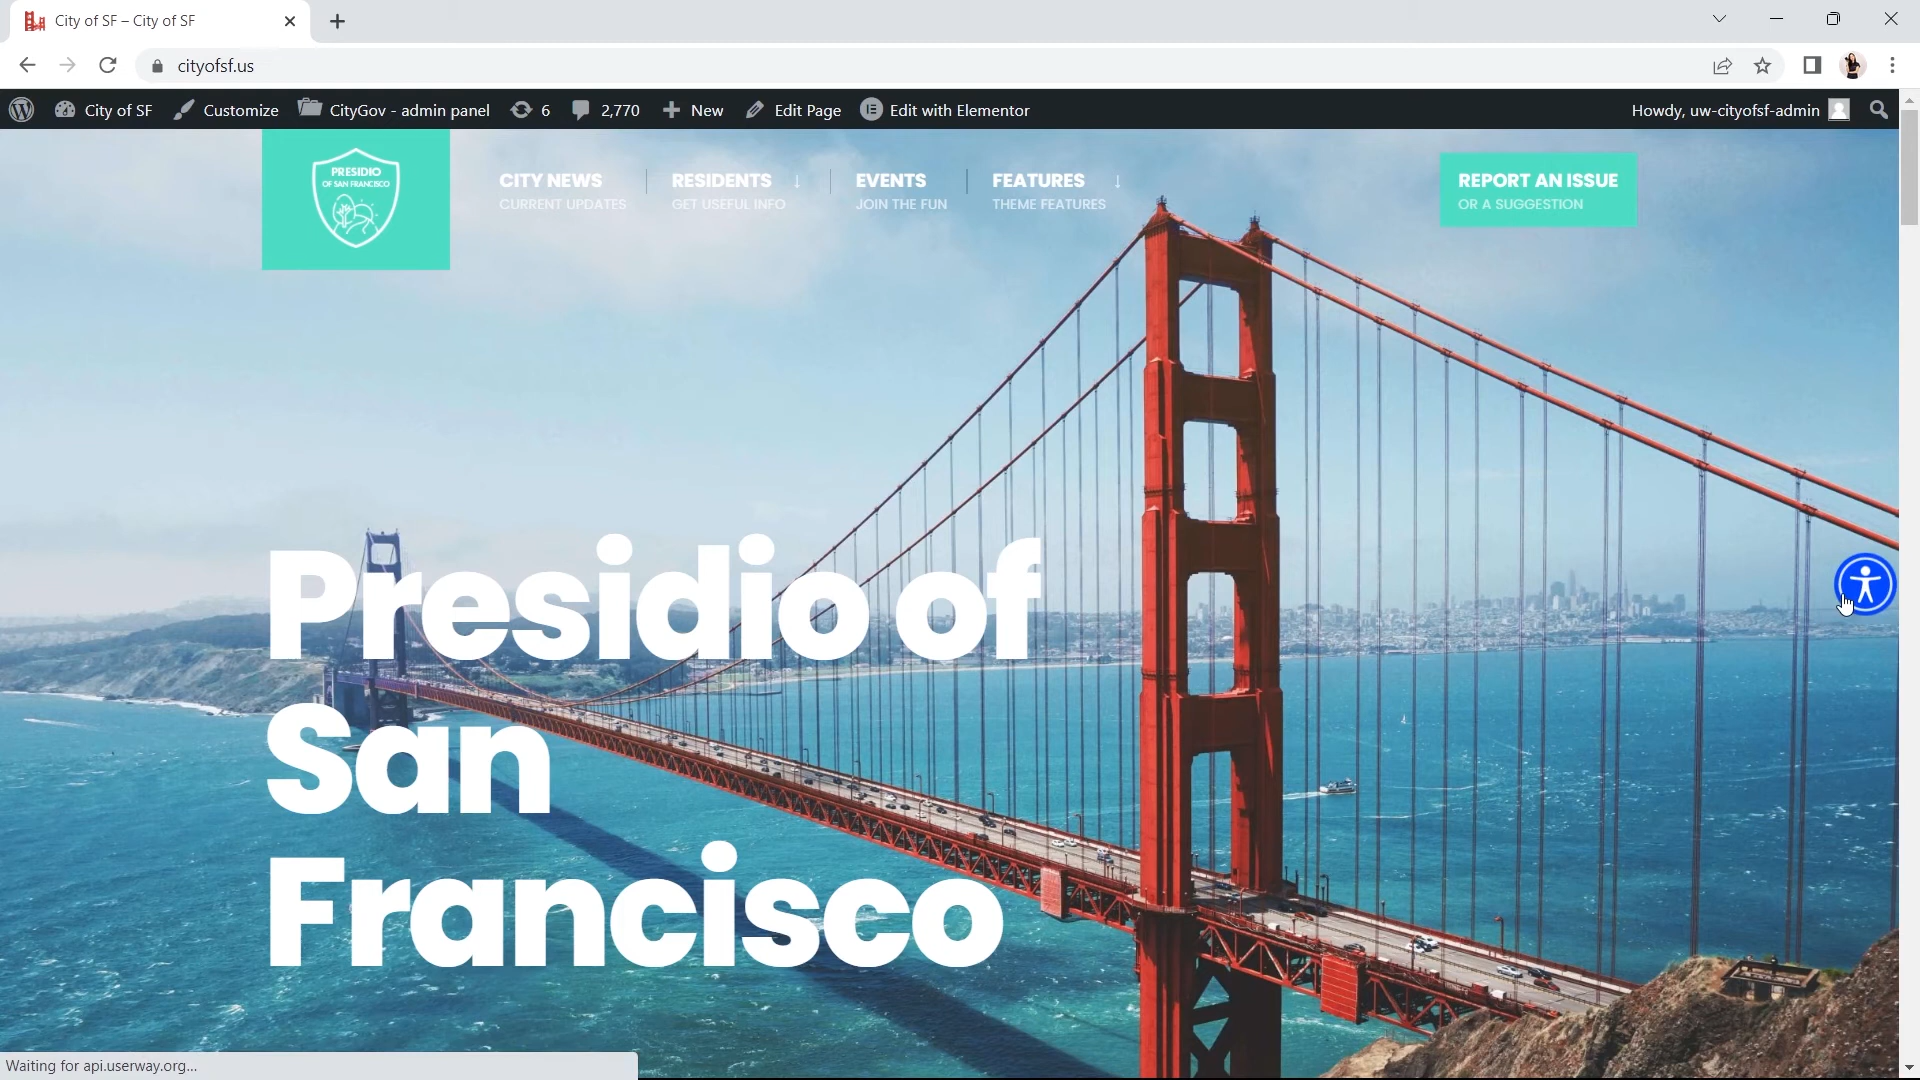 City of SF – City of SF
cityofsf.us
City of SF
Customize
CityGov - admin panel
6
2,770
New
Edit Page
Edit with Elementor
Howdy, uw-cityofsf-admin
PRESIDIO
OF SAN FRANCISCO
CITY NEWS
CURRENT UPDATES
RESIDENTS ↓
GET USEFUL INFO
EVENTS
JOIN THE FUN
FEATURES ↓
THEME FEATURES
REPORT AN ISSUE
OR A SUGGESTION
Presidio of
San
Francisco
Waiting for api.userway.org...